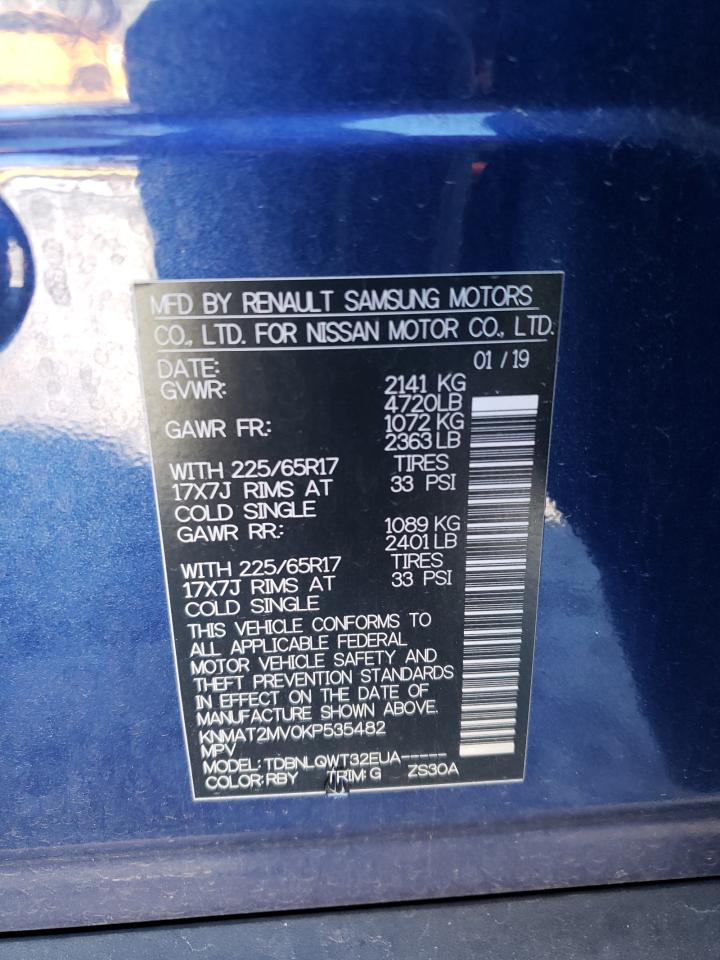 MFD BY RENAULT SAMSUNG MOTORS
CO., LTD. FOR NISSAN MOTOR CO., LTD.
DATE: 01 / 19
GVWR: 2141 KG
4720LB
GAWR FR: 1072 KG
2363 LB
WITH 225/65R17 TIRES
17X7J RIMS AT 33 PSI
COLD SINGLE
GAWR RR: 1089 KG
2401 LB
WITH 225/65R17 TIRES
17X7J RIMS AT 33 PSI
COLD SINGLE
THIS VEHICLE CONFORMS TO
ALL APPLICABLE FEDERAL
MOTOR VEHICLE SAFETY AND
THEFT PREVENTION STANDARDS
IN EFFECT ON THE DATE OF
MANUFACTURE SHOWN ABOVE.
KNMAT2MV0KP535482
MPV
MODEL: TDBNLQWT32EUA-----
COLOR: RBY TRIM: G ZS30A